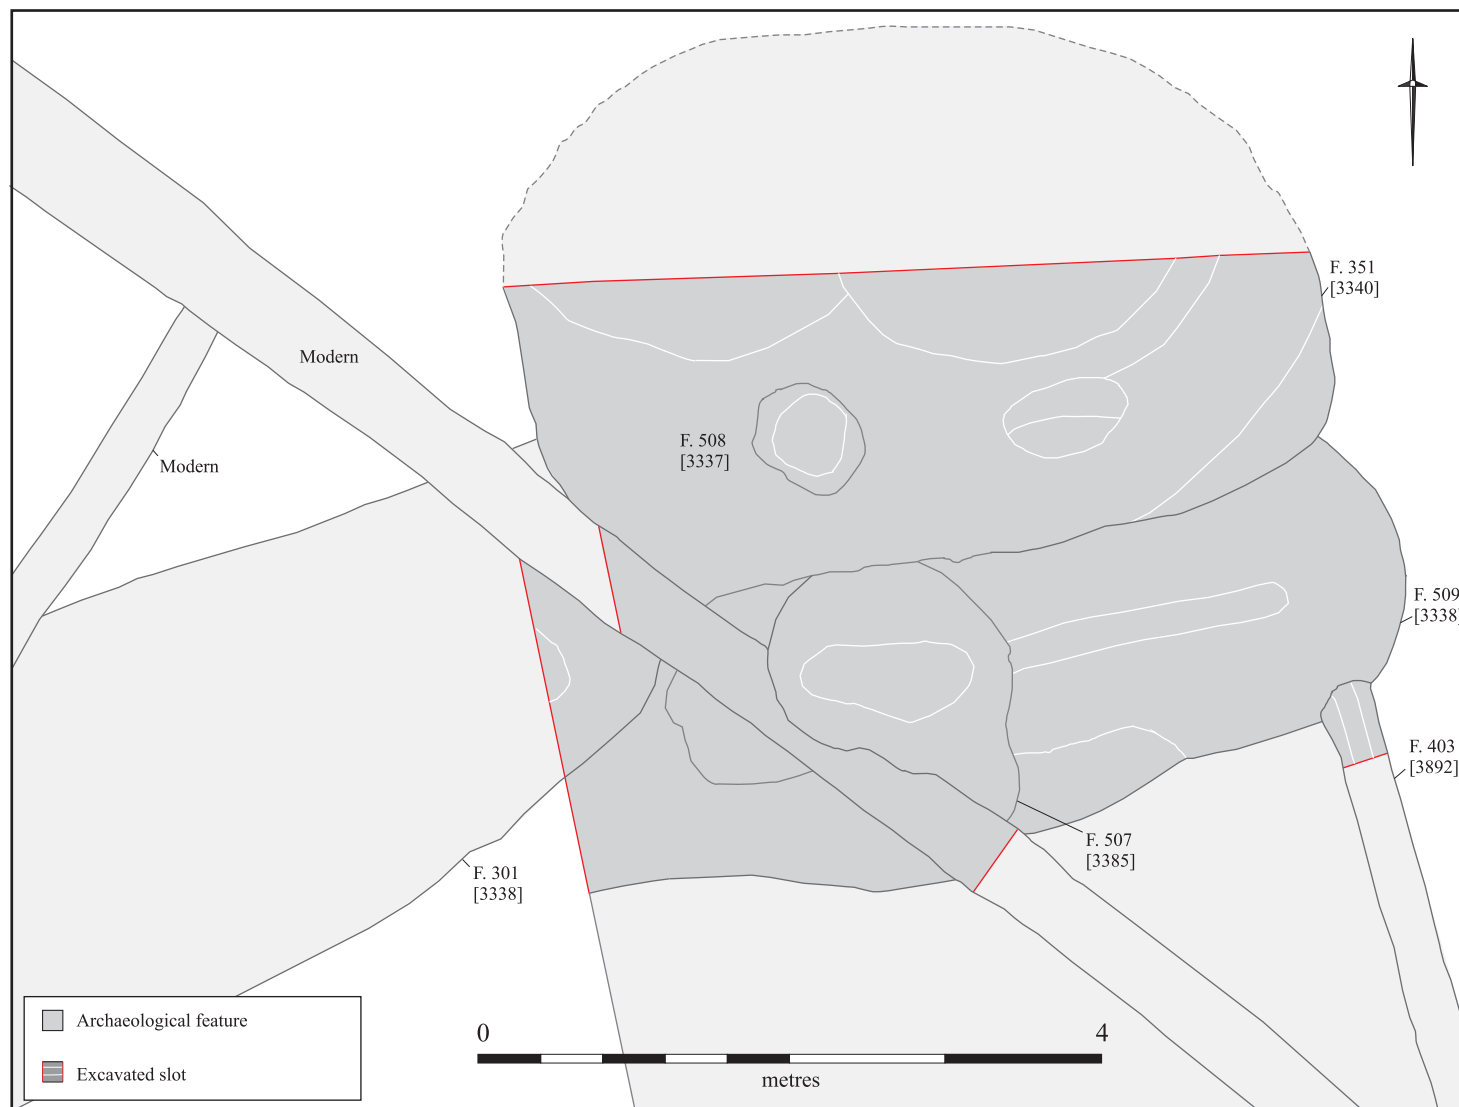 F. 351
[3340]
Modern
F. 508
[3337]
Modern
F. 509
[3338]
F. 403
[3892]
F. 507
[3385]
F. 301
[3338]
Archaeological feature
Excavated slot
0 4
metres